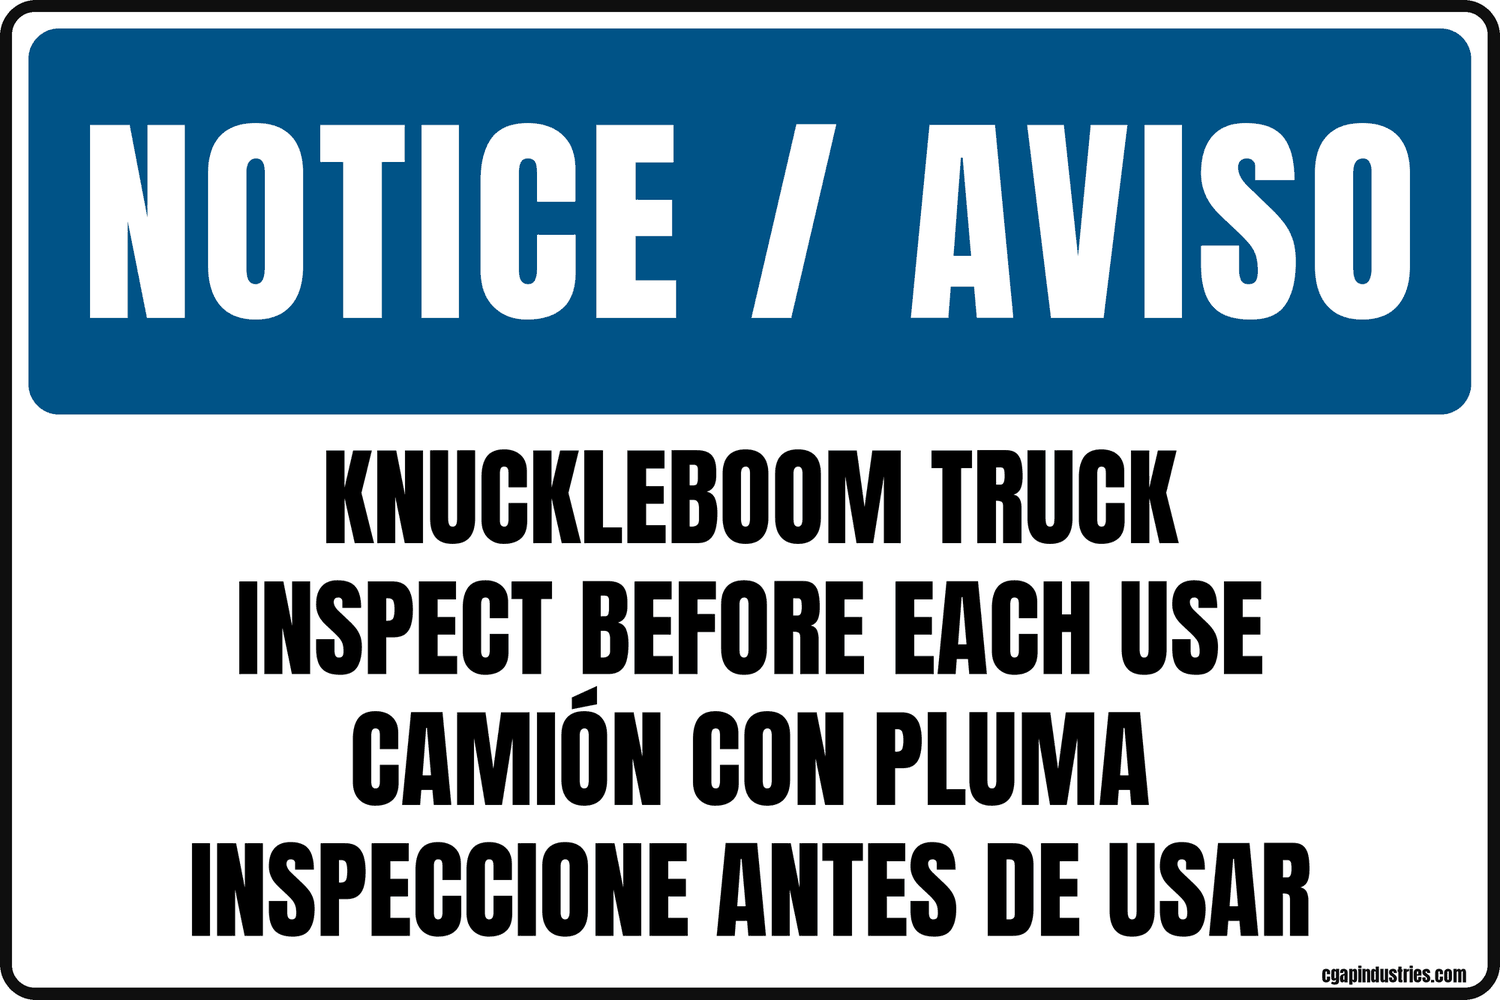 NOTICE / AVISO
KNUCKLEBOOM TRUCK
INSPECT BEFORE EACH USE
CAMIÓN CON PLUMA
INSPECCIONE ANTES DE USAR
cgapindustries.com